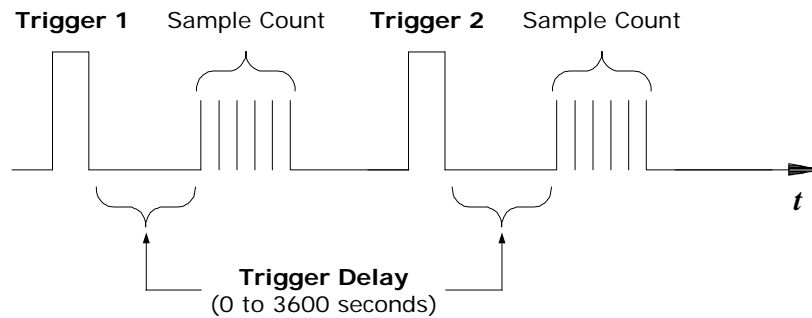 Trigger 1 Sample Count Trigger 2 Sample Count
t
Trigger Delay
(0 to 3600 seconds)